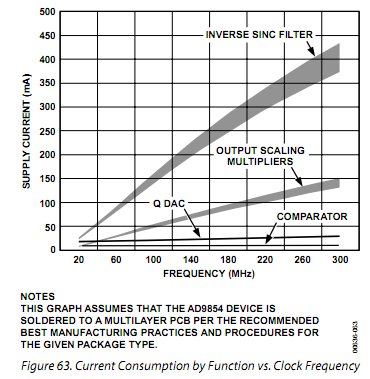 500
450
400
350
300
250
200
150
100
50
0
SUPPLY CURRENT (mA)
INVERSE SINC FILTER
OUTPUT SCALING
MULTIPLIERS
Q DAC
COMPARATOR
20 60 100 140 180 220 260 300
FREQUENCY (MHz)
NOTES
THIS GRAPH ASSUMES THAT THE AD9854 DEVICE IS
SOLDERED TO A MULTILAYER PCB PER THE RECOMMENDED
BEST MANUFACTURING PRACTICES AND PROCEDURES FOR
THE GIVEN PACKAGE TYPE.
00636-063
Figure 63. Current Consumption by Function vs. Clock Frequency